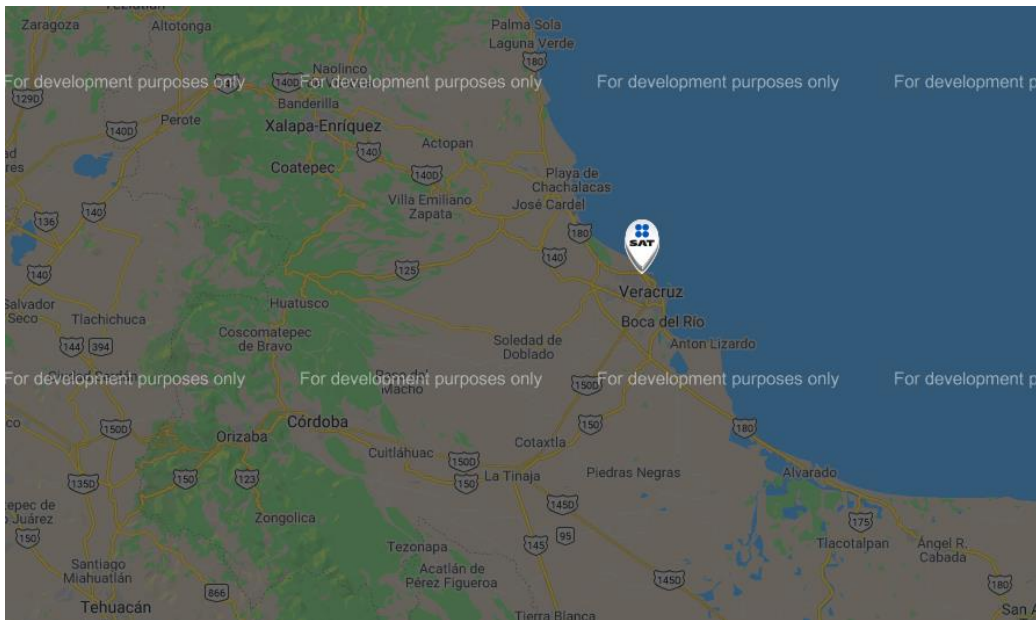 Zaragoza
Altotonga
Palma Sola
Laguna Verde
180
For development purposes only
For development purposes only
For development purposes only
For development p
Naolinco
129D
140D
Banderilla
Perote
140D
Xalapa-Enríquez
Actopan
140
Coatepec
140D
Playa de
Chachalacas
Villa Emiliano
Zapata
José Cardel
136
140
180
SAT
140
140
125
Veracruz
Huatusco
Salvador
Seco
Tlachichuca
Boca del Río
Coscomatepec
de Bravo
Soledad de
Doblado
Anton Lizardo
144
394
For development purposes only
For development purposes only
For development purposes only
For development p
Macho
150D
Córdoba
150D
Orizaba
150
180
Cuitláhuac
Cotaxtla
150D
La Tinaja
Piedras Negras
Alvarado
135D
150
123
150
145D
Zongolica
175
150
145
95
Tlacotalpan
Ángel R.
Cabada
Tezonapa
Santiago
Miahuatlán
Acatlán de
Pérez Figueroa
145D
180
866
Tehuacán
Tierra Blanca
San A